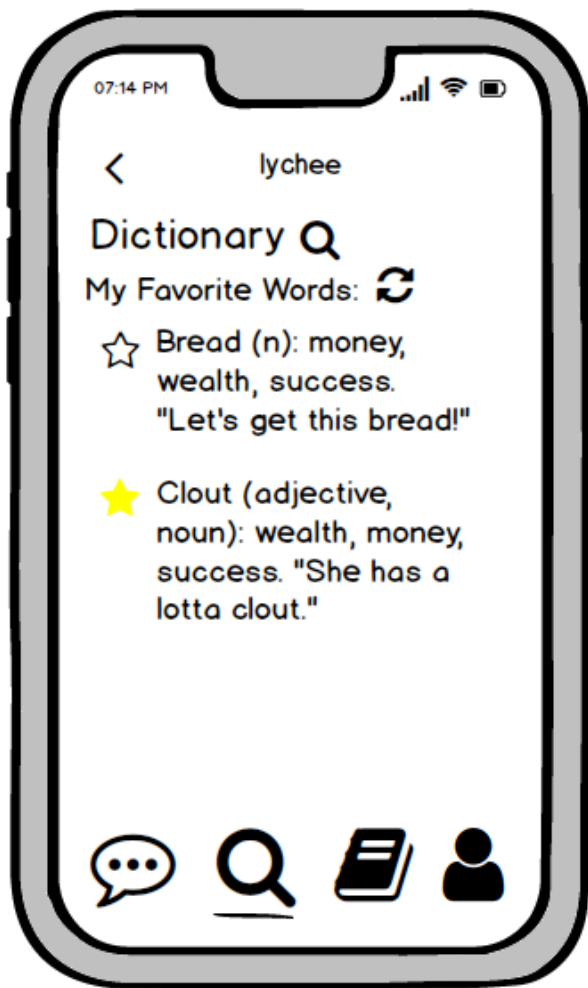 07:14 PM
lychee
Dictionary
My Favorite Words:
Bread (n): money,
wealth, success.
"Let's get this bread!"
Clout (adjective,
noun): wealth, money,
success. "She has a
lotta clout."